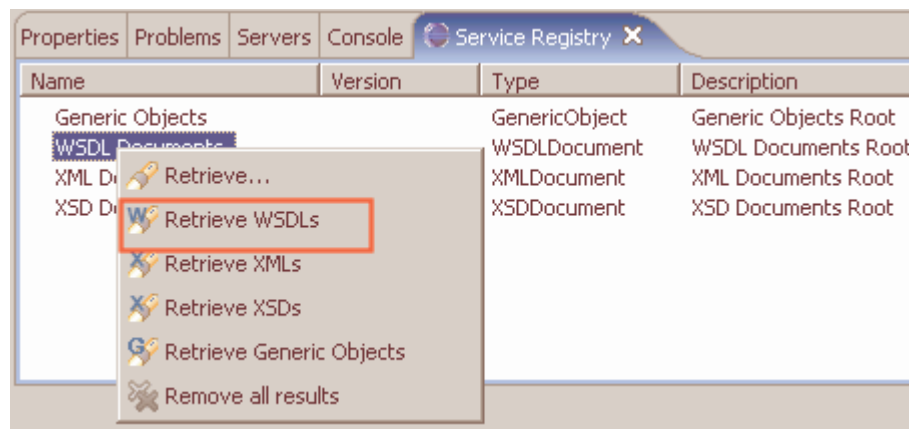 Properties Problems Servers Console Service Registry
Name Version Type Description
Generic Objects GenericObject Generic Objects Root
WSDL Documents WSDLDocument WSDL Documents Root
XML D XMLDocument XML Documents Root
XSD D XSDDocument XSD Documents Root
Retrieve...
Retrieve WSDLs
Retrieve XMLs
Retrieve XSDs
Retrieve Generic Objects
Remove all results